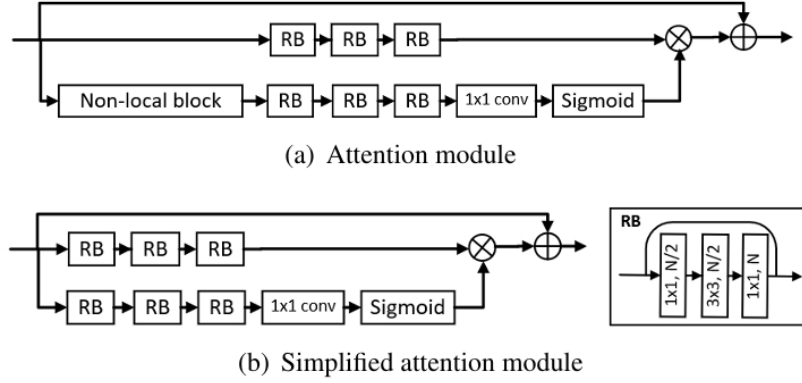 RB RB RB
Non-local block RB RB RB 1x1 conv Sigmoid
(a) Attention module
RB
RB RB RB
1x1, N/2 3x3, N/2 1x1, N
RB RB RB 1x1 conv Sigmoid
(b) Simplified attention module